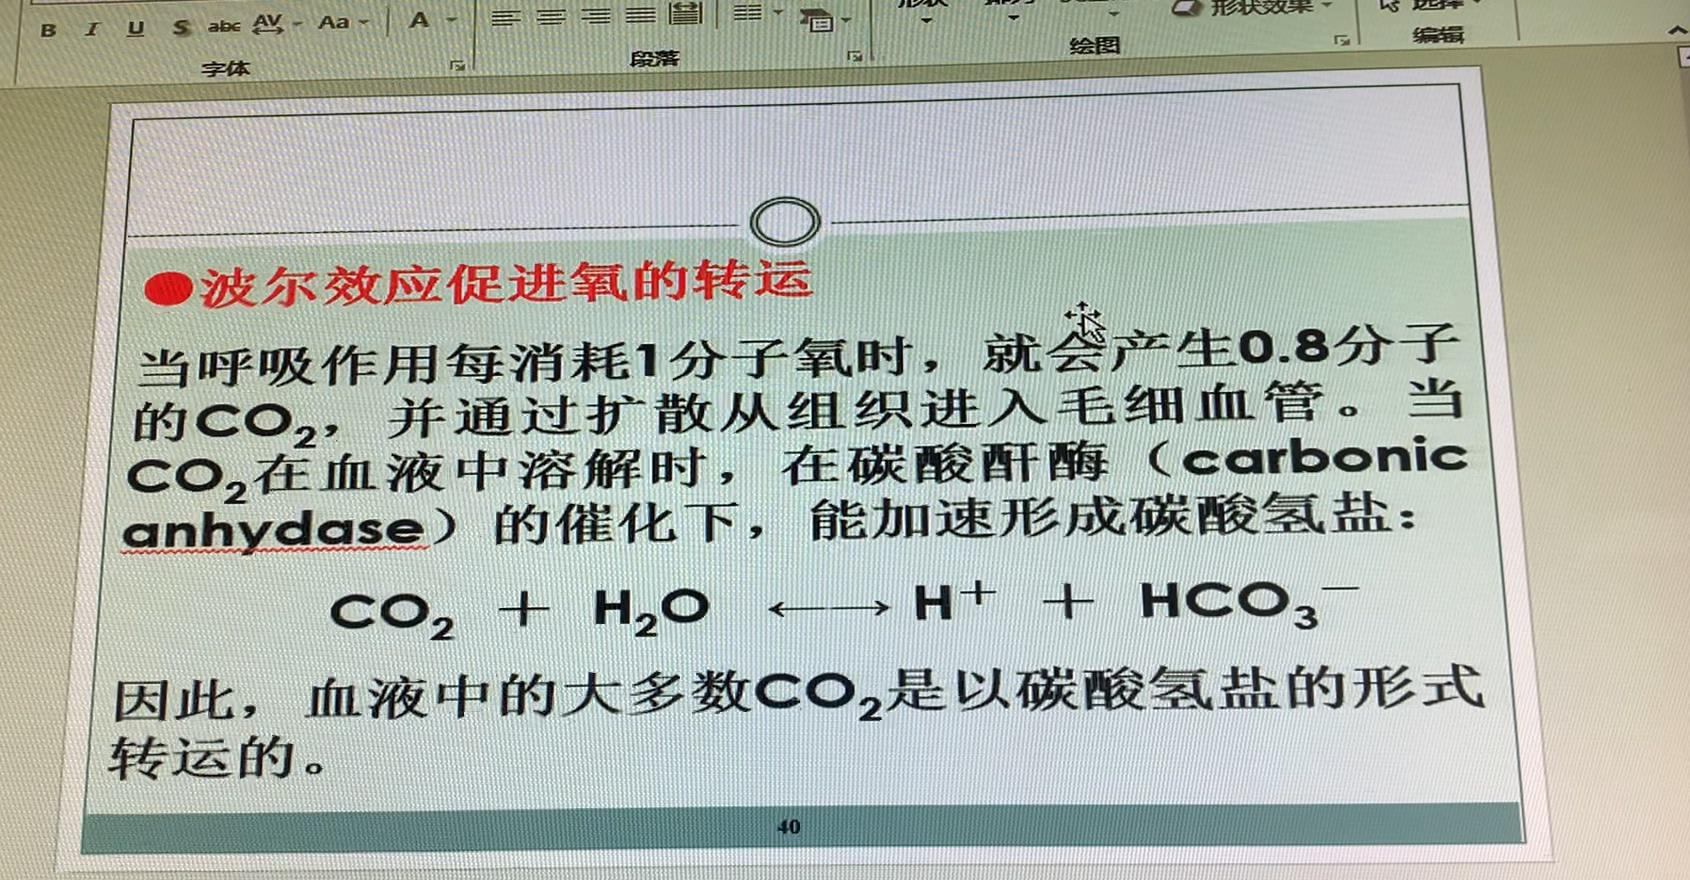 B I U S abc AV Aa A
字体
段落
绘图
形状效果
选择
编辑
●波尔效应促进氧的转运
当呼吸作用每消耗1分子氧时，就会产生0.8分子
的CO₂，并通过扩散从组织进入毛细血管。当
CO₂在血液中溶解时，在碳酸酐酶（carbonic
anhydase）的催化下，能加速形成碳酸氢盐：
CO₂ + H₂O ←→ H⁺ + HCO₃⁻
因此，血液中的大多数CO₂是以碳酸氢盐的形式
转运的。
40